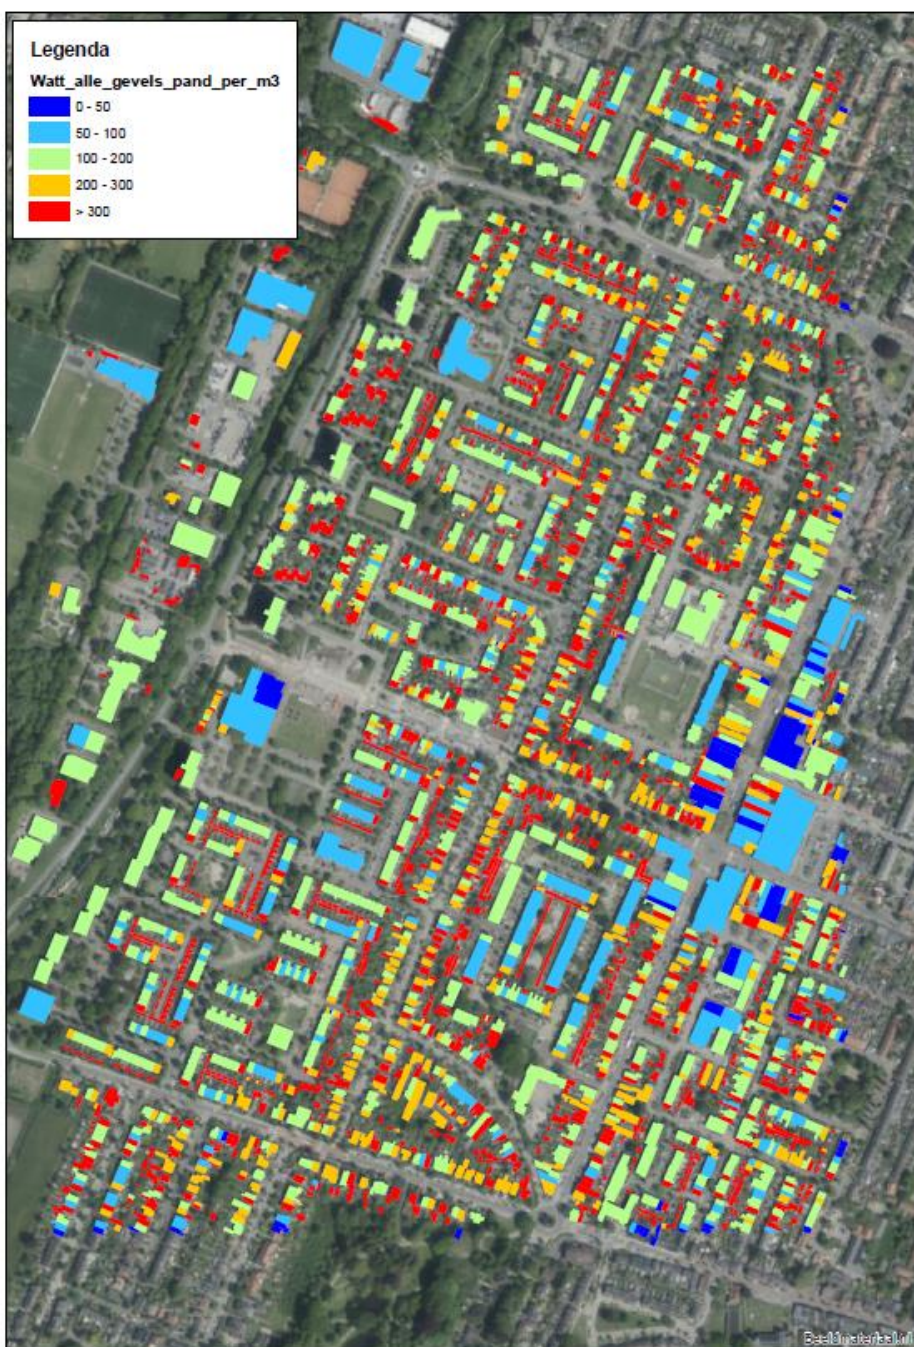 Legenda
Watt_alle_gevels_pand_per_m3
0 - 50
50 - 100
100 - 200
200 - 300
> 300
Beeldmateriaal.nl